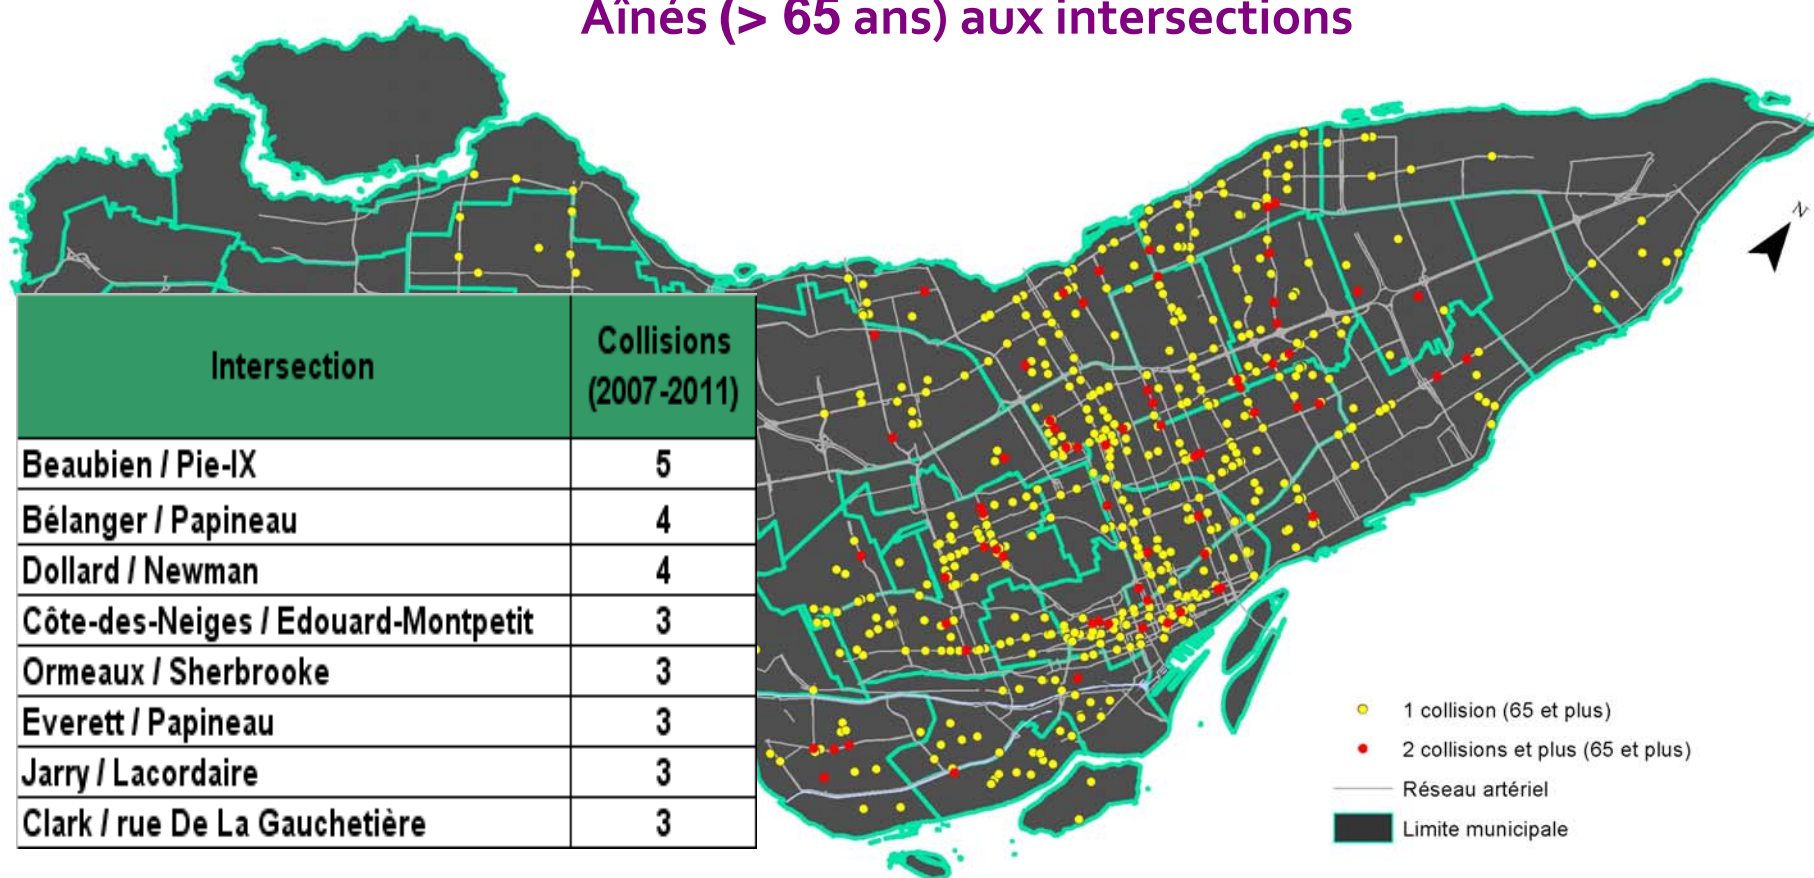 Aînés (> 65 ans) aux intersections
N
Intersection
Collisions
(2007-2011)
Beaubien / Pie-IX 5
Bélanger / Papineau 4
Dollard / Newman 4
Côte-des-Neiges / Edouard-Montpetit 3
Ormeaux / Sherbrooke 3
Everett / Papineau 3
Jarry / Lacordaire 3
Clark / rue De La Gauchetière 3
1 collision (65 et plus)
2 collisions et plus (65 et plus)
Réseau artériel
Limite municipale